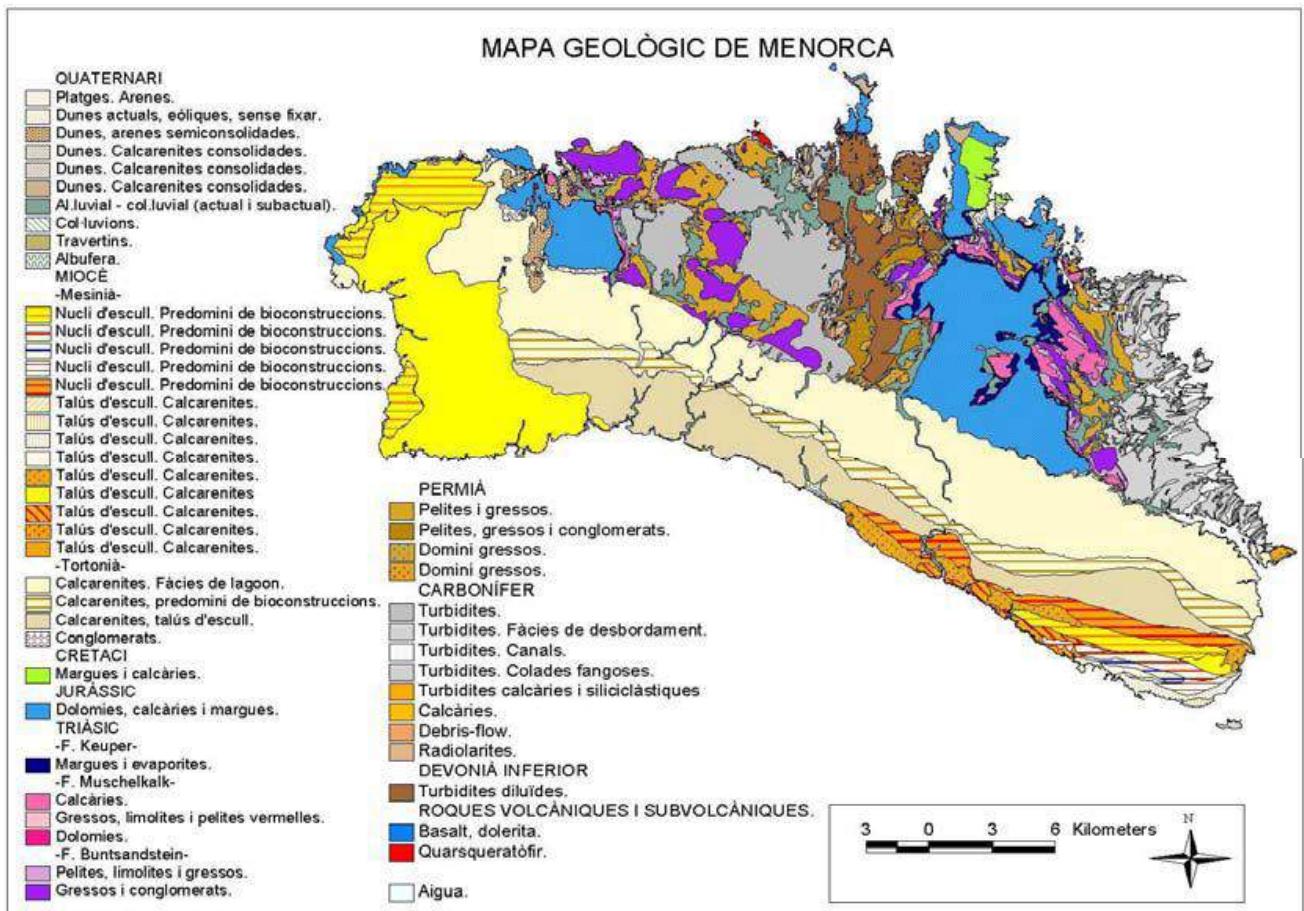 MAPA GEOLÒGIC DE MENORCA
QUATERNARI
Platges. Arenes.
Dunes actuals, eòliques, sense fixar.
Dunes, arenes semiconsolidades.
Dunes. Calcarenites consolidades.
Dunes. Calcarenites consolidades.
Dunes. Calcarenites consolidades.
Al.luvial - col.luvial (actual i subactual).
Col·luvions.
Travertins.
Albufera.
MIOCÈ
-Mesinià-
Nucli d'escull. Predomini de bioconstruccions.
Nucli d'escull. Predomini de bioconstruccions.
Nucli d'escull. Predomini de bioconstruccions.
Nucli d'escull. Predomini de bioconstruccions.
Nucli d'escull. Predomini de bioconstruccions.
Talús d'escull. Calcarenites.
Talús d'escull. Calcarenites.
Talús d'escull. Calcarenites.
Talús d'escull. Calcarenites.
Talús d'escull. Calcarenites.
Talús d'escull. Calcarenites
Talús d'escull. Calcarenites.
Talús d'escull. Calcarenites.
Talús d'escull. Calcarenites.
-Tortonià-
Calcarenites. Fàcies de lagoon.
Calcarenites, predomini de bioconstruccions.
Calcarenites, talús d'escull.
Conglomerats.
CRETACI
Margues i calcàries.
JURÀSSIC
Dolomies, calcàries i margues.
TRIÀSIC
-F. Keuper-
Margues i evaporites.
-F. Muschelkalk-
Calcàries.
Gressos, limolites i pelites vermelles.
Dolomies.
-F. Buntsandstein-
Pelites, limolites i gressos.
Gressos i conglomerats.
PERMIÀ
Pelites i gressos.
Pelites, gressos i conglomerats.
Domini gressos.
Domini gressos.
CARBONÍFER
Turbidites.
Turbidites. Fàcies de desbordament.
Turbidites. Canals.
Turbidites. Colades fangoses.
Turbidites calcàries i siliciclàstiques
Calcàries.
Debris-flow.
Radiolarites.
DEVONIÀ INFERIOR
Turbidites diluïdes.
ROQUES VOLCÀNIQUES I SUBVOLCÀNIQUES.
Basalt, dolerita.
Quarsqueratòfir.
Aigua.
3 0 3 6 Kilometers
N